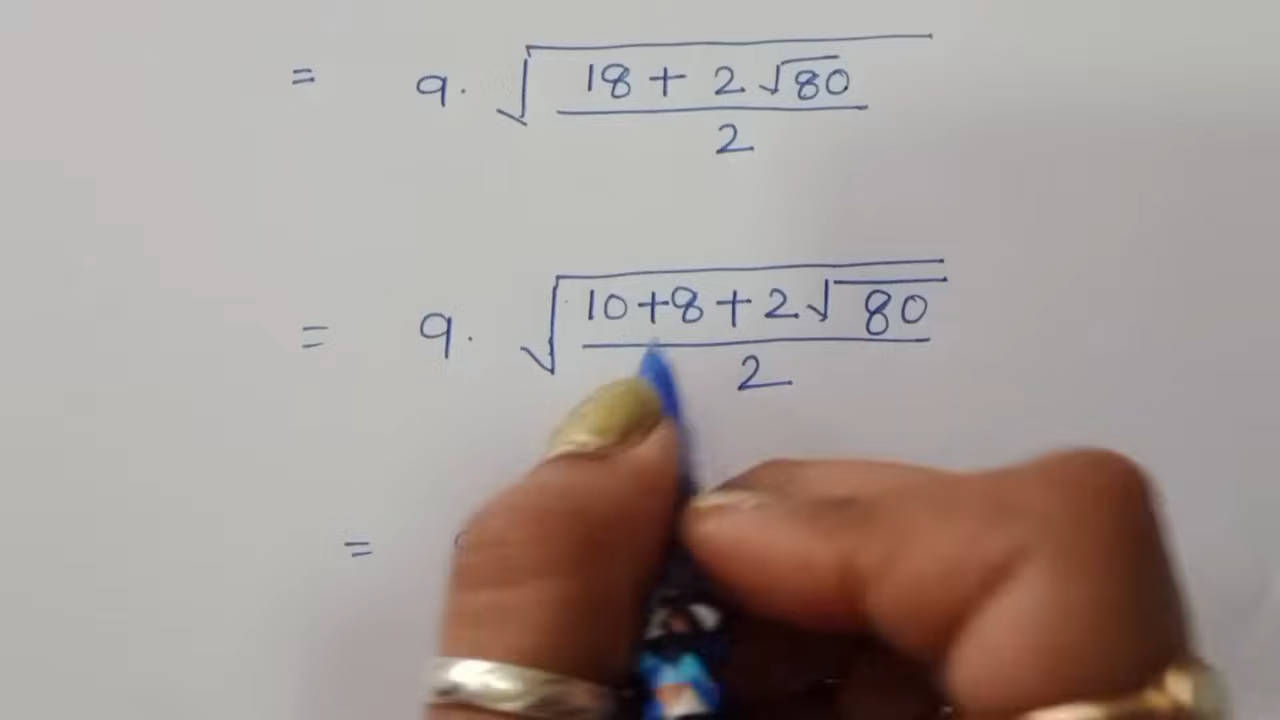 = 9. √(18 + 2√80 / 2)
= 9. √(10+8+2√80 / 2)
=